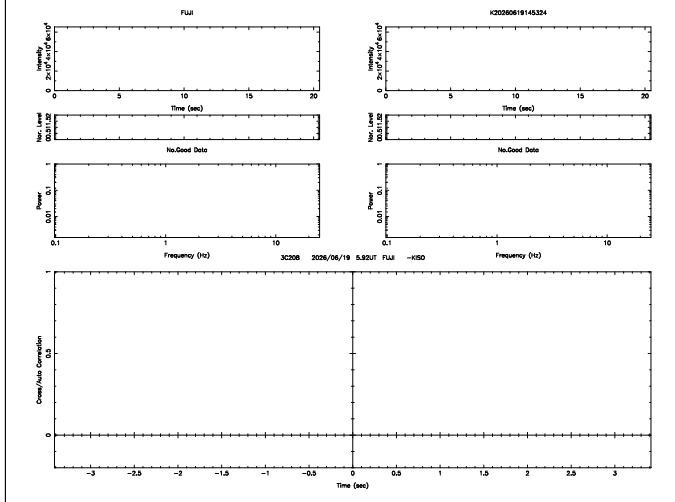 FUJI
K20260619145324
Intensity
0 2×10⁴ 4×10⁴ 6×10⁴
0 5 10 15 20
Time (sec)
Intensity
0 2×10⁴ 4×10⁴ 6×10⁴
0 5 10 15 20
Time (sec)
Nor. Level
00.511.52
Nor. Level
00.511.52
No.Good Data
No.Good Data
Power
0.01 0.1 1
0.1 1 10
Frequency (Hz)
Power
0.01 0.1 1
0.1 1 10
Frequency (Hz)
3C208 2026/06/19 5.92UT FUJI -KISO
Cross/Auto Correlation
0 0.5 1
-3 -2.5 -2 -1.5 -1 -0.5 0 0.5 1 1.5 2 2.5 3
Time (sec)